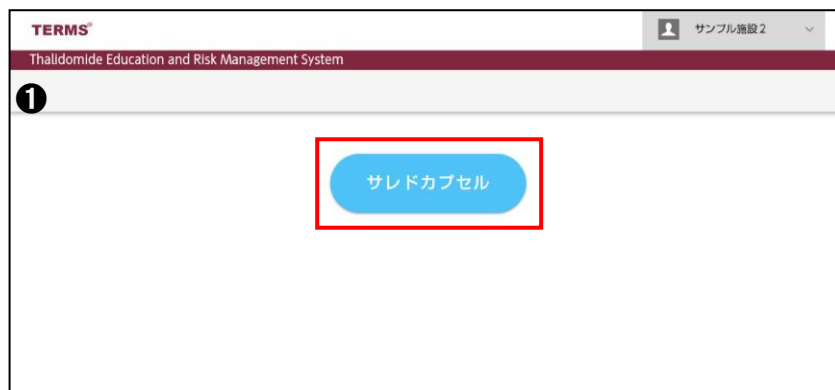 TERMS®
サンプル施設2
Thalidomide Education and Risk Management System
❶
サレドカプセル